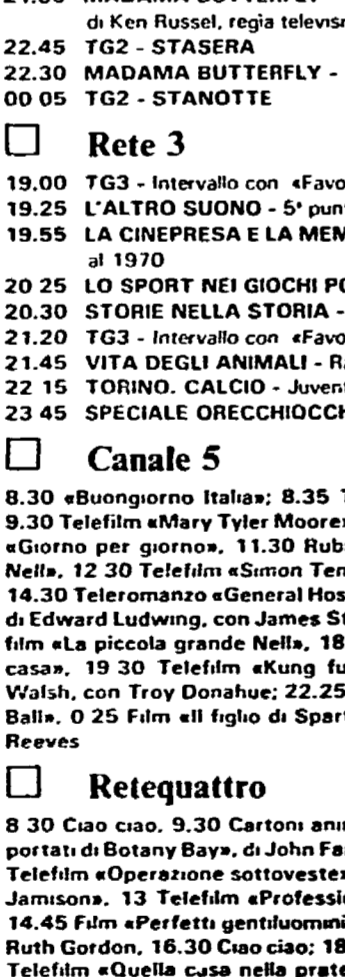 di Ken Russel, regia televisi
22.45 TG2 - STASERA
22.30 MADAMA BUTTERFLY -
00 05 TG2 - STANOTTE
Rete 3
19.00 TG3 - Intervallo con «Favo
19.25 L'ALTRO SUONO - 5ª pun
19.55 LA CINEPRESA E LA MEM
al 1970
20 25 LO SPORT NEI GIOCHI PO
20.30 STORIE NELLA STORIA -
21.20 TG3 - Intervallo con «Favo
21.45 VITA DEGLI ANIMALI - R
22 15 TORINO. CALCIO - Juvent
23 45 SPECIALE ORECCHIOCCH
Canale 5
8.30 «Buongiorno Italia»; 8.35 T
9.30 Telefilm «Mary Tyler Moore»
«Giorno per giorno», 11.30 Rub
Nell», 12 30 Telefilm «Simon Ten
14.30 Teleromanzo «General Hos
di Edward Ludwing, con James St
film «La piccola grande Nell», 18
casa», 19 30 Telefilm «Kung fu
Walsh, con Troy Donahue; 22.25
Ball», 0 25 Film «Il figlio di Spart
Reeves
Retequattro
8 30 Ciao ciao, 9.30 Cartoni anim
portati di Botany Bay», di John Fa
Telefilm «Operazione sottoveste»
Jamison», 13 Telefilm «Professi
14.45 Film «Perfetti gentiluomini
Ruth Gordon, 16.30 Ciao ciao; 18
Telefilm «Quella casa nella prate